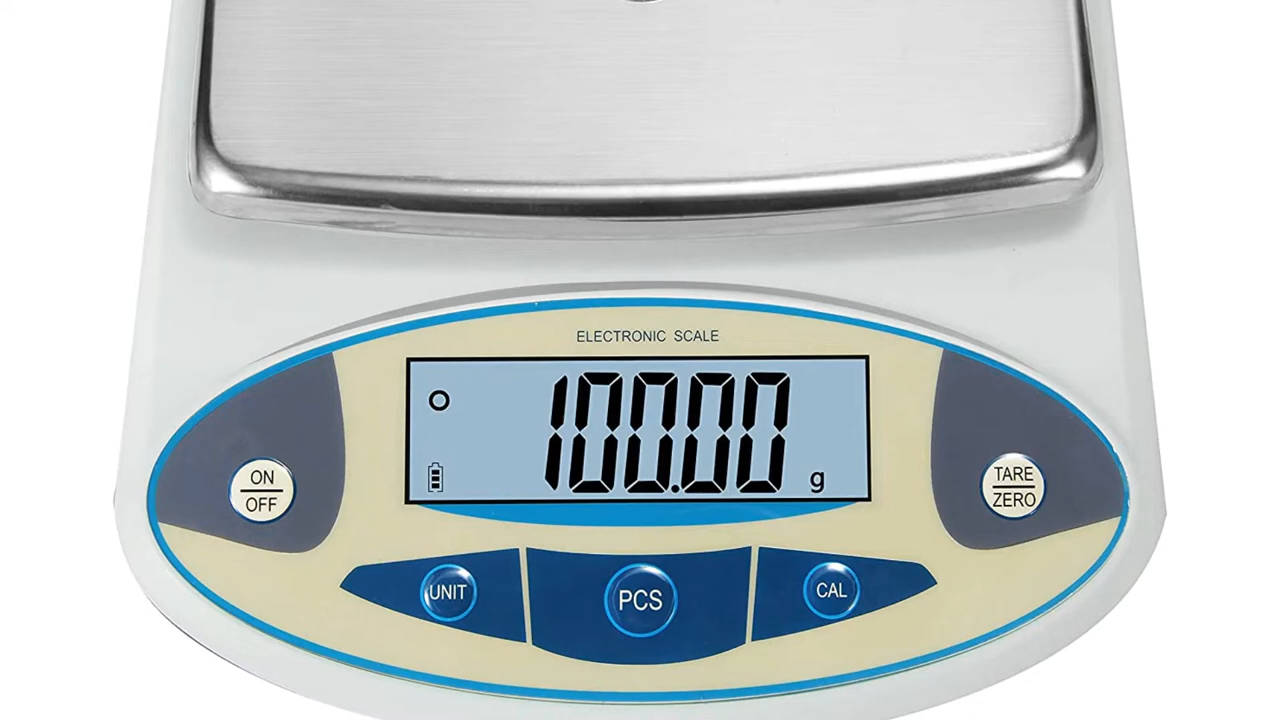 ELECTRONIC SCALE
100.00 g
ON
OFF
TARE
ZERO
UNIT
PCS
CAL